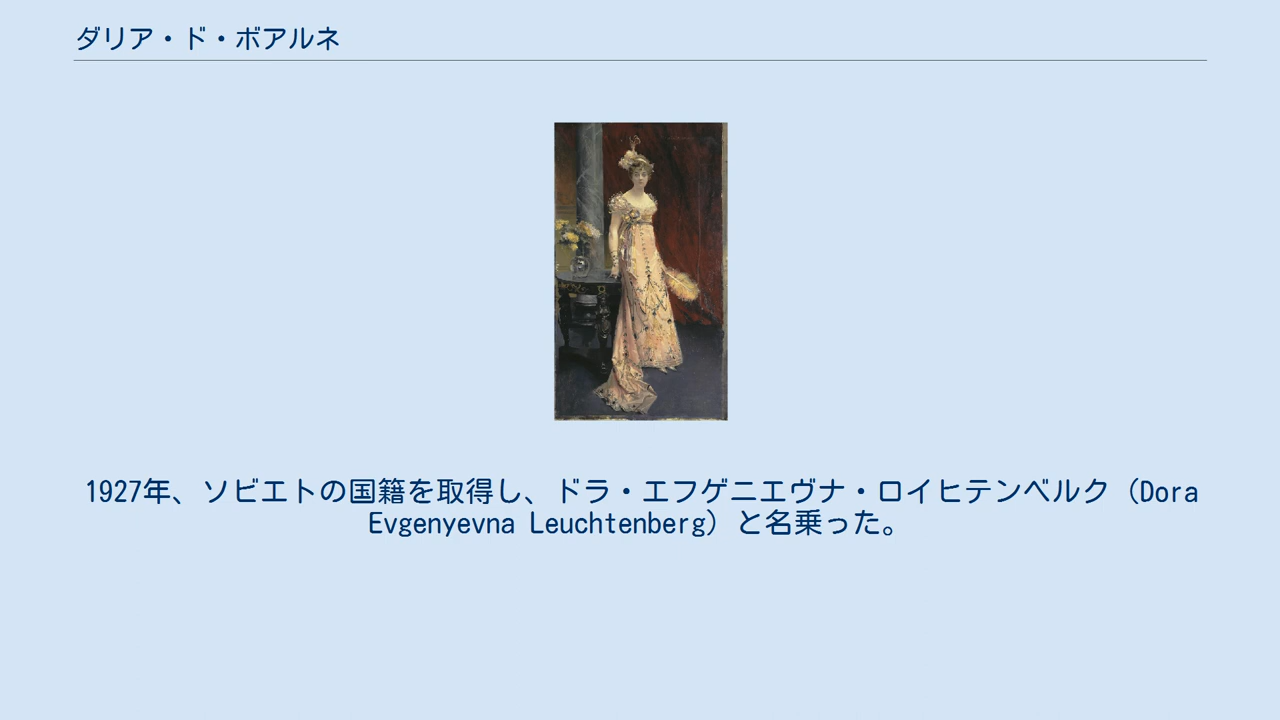 ダリア・ド・ボアルネ
1927年、ソビエトの国籍を取得し、ドラ・エフゲニエヴナ・ロイヒテンベルク（Dora
Evgenyevna Leuchtenberg）と名乗った。